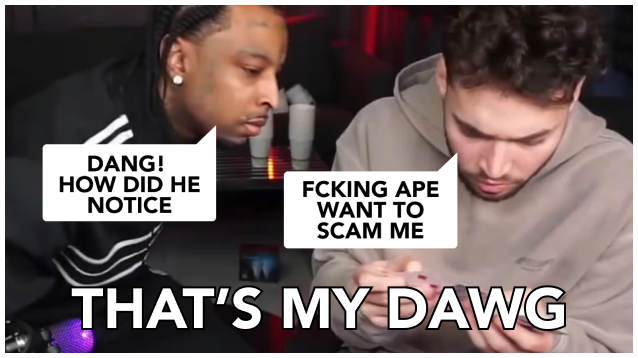 DANG!
HOW DID HE
NOTICE
FCKING APE
WANT TO
SCAM ME
THAT'S MY DAWG